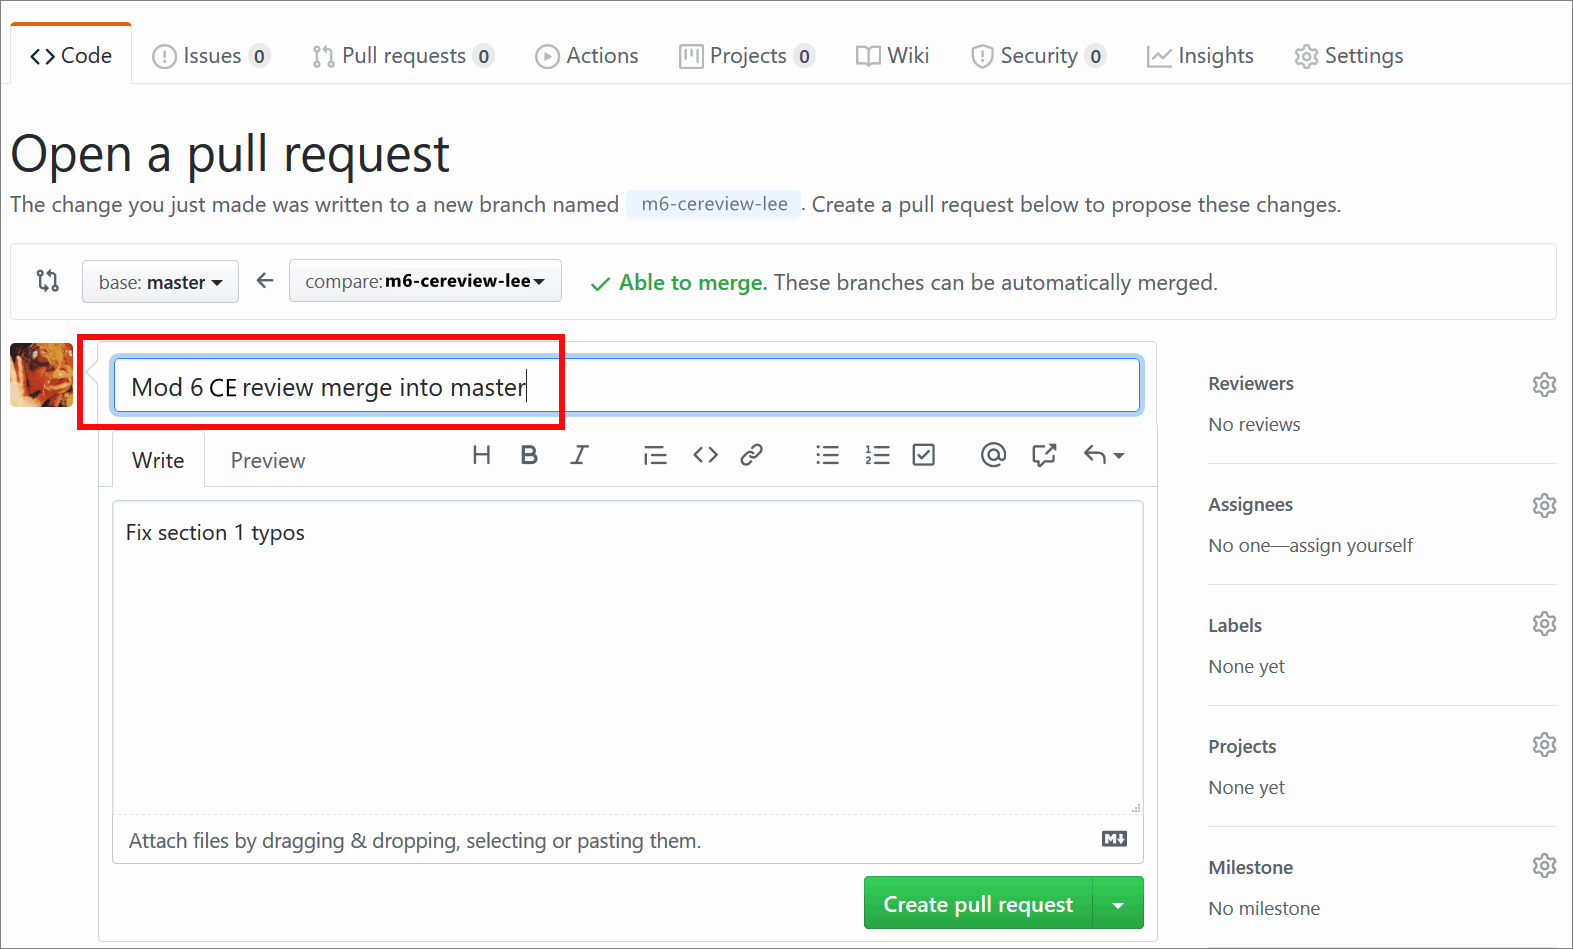 Code Issues 0 Pull requests 0 Actions Projects 0 Wiki Security 0 Insights Settings
Open a pull request
The change you just made was written to a new branch named m6-cereview-lee. Create a pull request below to propose these changes.
base: master compare: m6-cereview-lee Able to merge. These branches can be automatically merged.
Mod 6 CE review merge into master
Write Preview
Fix section 1 typos
Attach files by dragging & dropping, selecting or pasting them.
Create pull request
Reviewers
No reviews
Assignees
No one—assign yourself
Labels
None yet
Projects
None yet
Milestone
No milestone